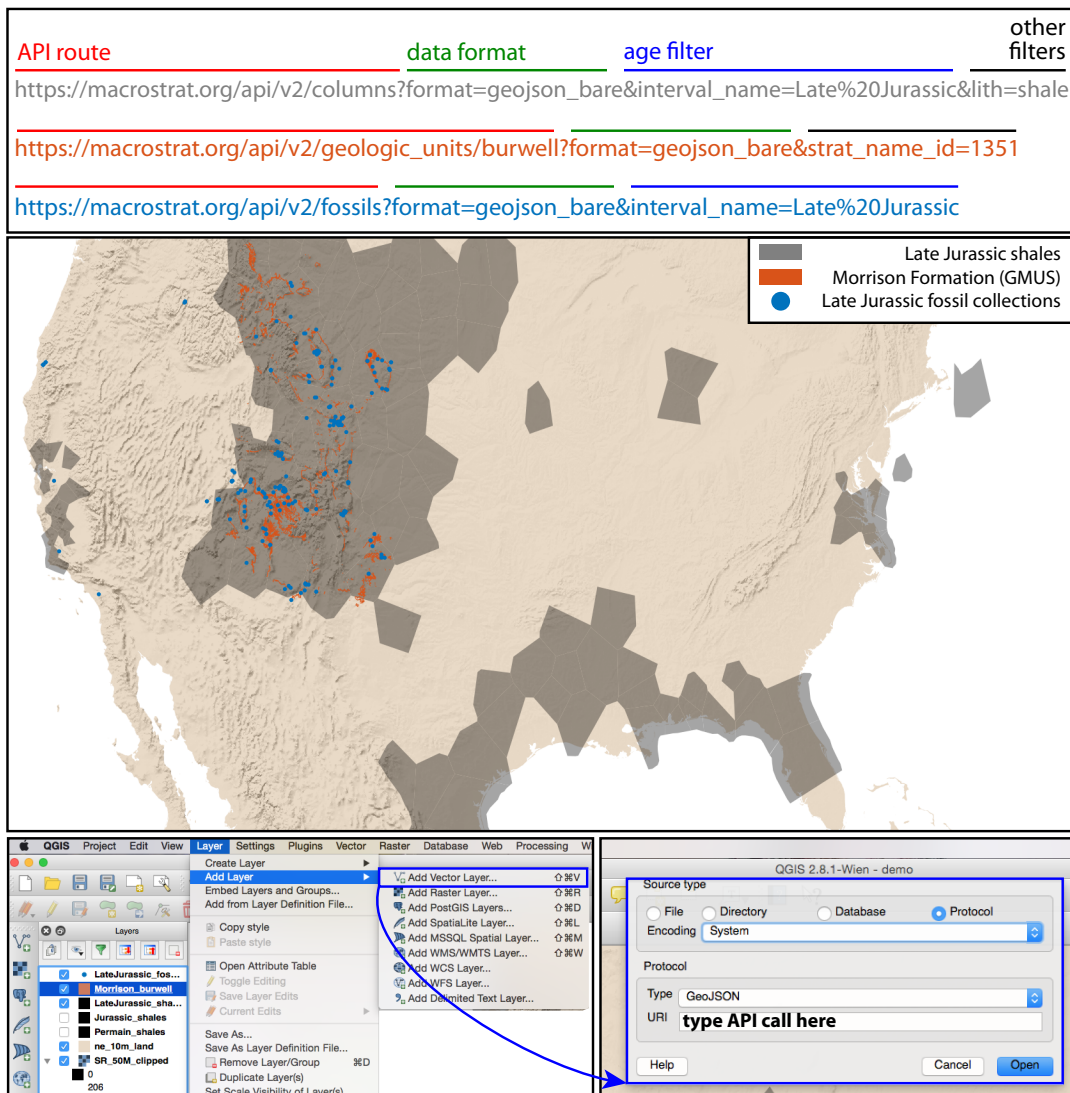 API route
data format
age filter
other
filters
https://macrostrat.org/api/v2/columns?format=geojson_bare&interval_name=Late%20Jurassic&lith=shale
https://macrostrat.org/api/v2/geologic_units/burwell?format=geojson_bare&strat_name_id=1351
https://macrostrat.org/api/v2/fossils?format=geojson_bare&interval_name=Late%20Jurassic
Late Jurassic shales
Morrison Formation (GMUS)
Late Jurassic fossil collections
QGIS Project Edit View Layer Settings Plugins Vector Raster Database Web Processing W
Create Layer
Add Layer
Embed Layers and Groups...
Add from Layer Definition File...
Copy style
Paste style
Open Attribute Table
Toggle Editing
Save Layer Edits
Current Edits
Save As...
Save As Layer Definition File...
Remove Layer/Group ⌘D
Duplicate Layer(s)
Set Scale Visibility of Layer(s)
Add Vector Layer... ⇧⌘V
Add Raster Layer... ⇧⌘R
Add PostGIS Layers... ⇧⌘D
Add SpatiaLite Layer... ⇧⌘L
Add MSSQL Spatial Layer... ⇧⌘M
Add WMS/WMTS Layer... ⇧⌘W
Add WCS Layer...
Add WFS Layer...
Add Delimited Text Layer...
Layers
LateJurassic_fos...
Morrison_burwell
LateJurassic_sha...
Jurassic_shales
Permain_shales
ne_10m_land
SR_50M_clipped
0
206
QGIS 2.8.1-Wien - demo
Source type
File Directory Database Protocol
Encoding System
Protocol
Type GeoJSON
URI type API call here
Help Cancel Open